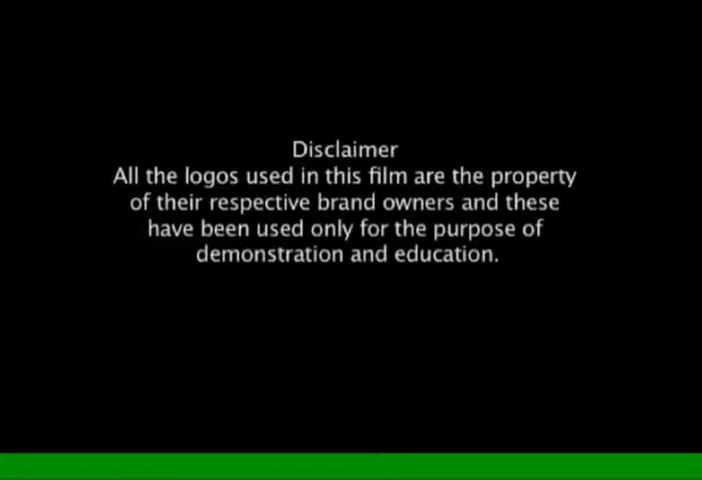 Disclaimer
All the logos used in this film are the property
of their respective brand owners and these
have been used only for the purpose of
demonstration and education.